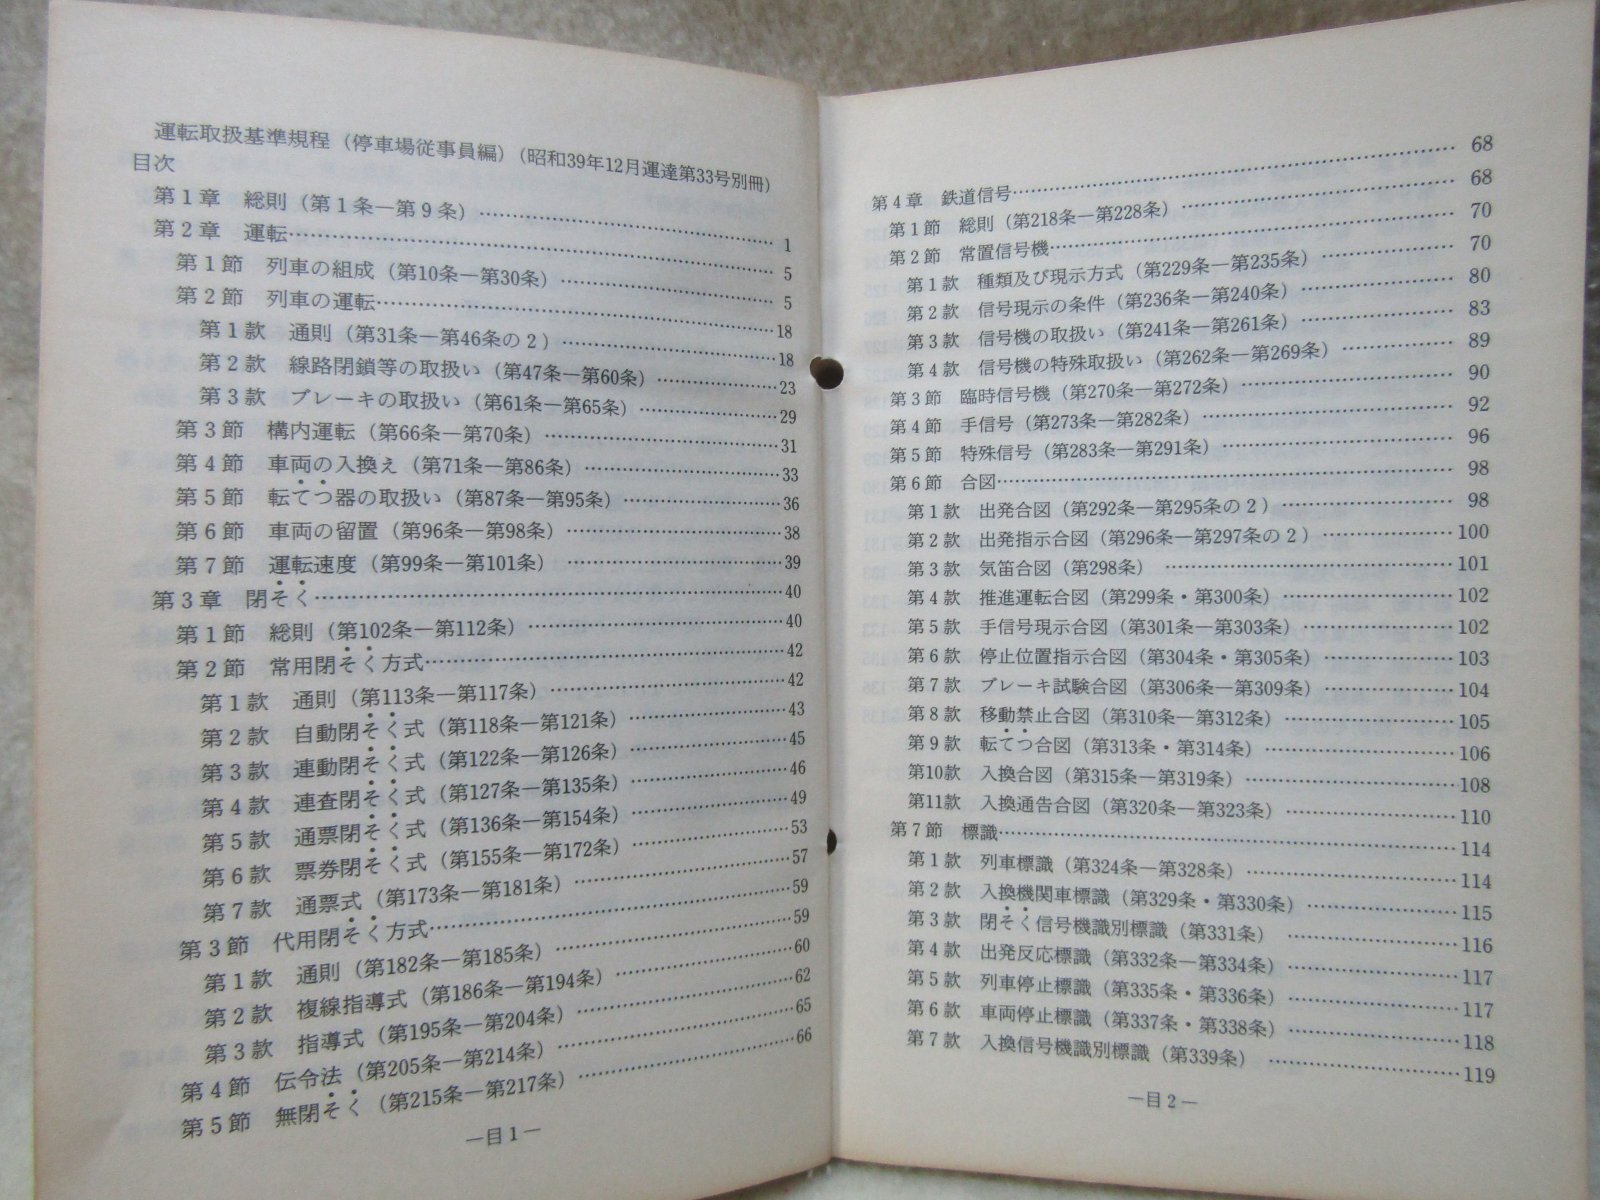 運転取扱基準規程（停車場従事員編）（昭和39年12月運達第33号別冊）
目次
第１章　総則（第１条―第９条）…………1
第２章　運転…………5
第１節　列車の組成（第10条―第30条）…………5
第２節　列車の運転…………18
第１款　通則（第31条―第46条の２）…………18
第２款　線路閉鎖等の取扱い（第47条―第60条）…………23
第３款　ブレーキの取扱い（第61条―第65条）…………29
第３節　構内運転（第66条―第70条）…………31
第４節　車両の入換え（第71条―第86条）…………33
第５節　転てつ器の取扱い（第87条―第95条）…………36
第６節　車両の留置（第96条―第98条）…………38
第７節　運転速度（第99条―第101条）…………39
第３章　閉そく…………40
第１節　総則（第102条―第112条）…………40
第２節　常用閉そく方式…………42
第１款　通則（第113条―第117条）…………42
第２款　自動閉そく式（第118条―第121条）…………43
第３款　連動閉そく式（第122条―第126条）…………45
第４款　連査閉そく式（第127条―第135条）…………46
第５款　通票閉そく式（第136条―第154条）…………49
第６款　票券閉そく式（第155条―第172条）…………53
第７款　通票式（第173条―第181条）…………57
第３節　代用閉そく方式…………59
第１款　通則（第182条―第185条）…………59
第２款　複線指導式（第186条―第194条）…………60
第３款　指導式（第195条―第204条）…………62
第４節　伝令法（第205条―第214条）…………65
第５節　無閉そく（第215条―第217条）…………66
―目１―
第４章　鉄道信号…………68
第１節　総則（第218条―第228条）…………68
第２節　常置信号機…………70
第１款　種類及び現示方式（第229条―第235条）…………70
第２款　信号現示の条件（第236条―第240条）…………80
第３款　信号機の取扱い（第241条―第261条）…………83
第４款　信号機の特殊取扱い（第262条―第269条）…………89
第３節　臨時信号機（第270条―第272条）…………90
第４節　手信号（第273条―第282条）…………92
第５節　特殊信号（第283条―第291条）…………96
第６節　合図…………98
第１款　出発合図（第292条―第295条の２）…………98
第２款　出発指示合図（第296条―第297条の２）…………100
第３款　気笛合図（第298条）…………101
第４款　推進運転合図（第299条・第300条）…………102
第５款　手信号現示合図（第301条―第303条）…………102
第６款　停止位置指示合図（第304条・第305条）…………103
第７款　ブレーキ試験合図（第306条―第309条）…………104
第８款　移動禁止合図（第310条―第312条）…………105
第９款　転てつ合図（第313条・第314条）…………106
第10款　入換合図（第315条―第319条）…………108
第11款　入換通告合図（第320条―第323条）…………110
第７節　標識…………114
第１款　列車標識（第324条―第328条）…………114
第２款　入換機関車標識（第329条・第330条）…………115
第３款　閉そく信号機識別標識（第331条）…………116
第４款　出発反応標識（第332条―第334条）…………117
第５款　列車停止標識（第335条・第336条）…………117
第６款　車両停止標識（第337条・第338条）…………118
第７款　入換信号機識別標識（第339条）…………119
―目２―